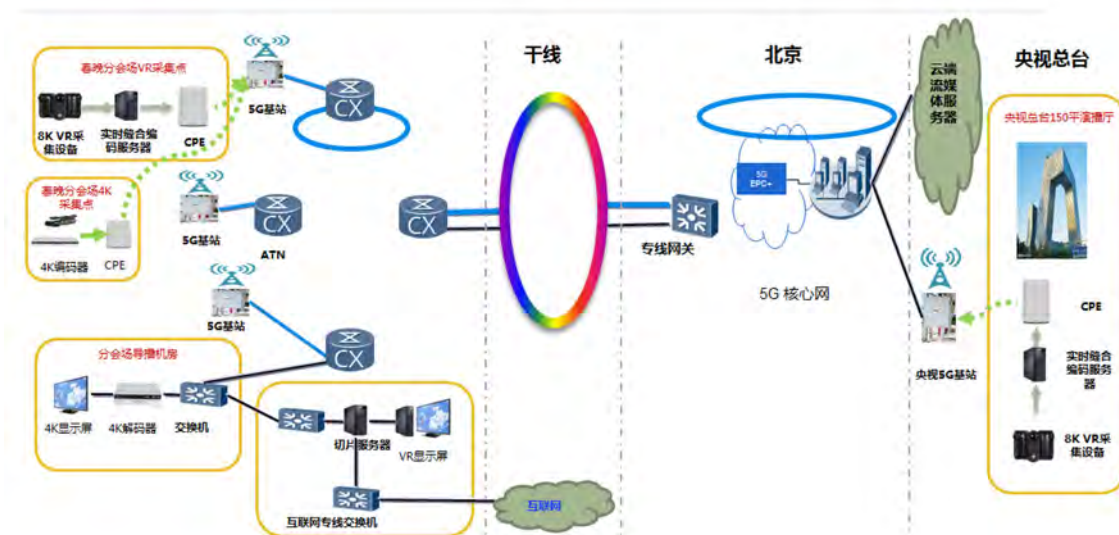 干线
北京
央视总台
春晚分会场VR采集点
8K VR采
集设备
实时缝合编
码服务器
CPE
5G基站
CX
春晚分会场4K
采集点
4K编码器
CPE
5G基站
CX
ATN
5G基站
CX
CX
分会场导播机房
4K显示屏
4K解码器
交换机
切片服务器
VR显示屏
互联网专线交换机
互联网
专线网关
5G
EPC+
5G 核心网
云端
流媒
体服
务器
央视5G基站
央视总台150平演播厅
CPE
实时缝合
编码服务
器
8K VR采
集设备